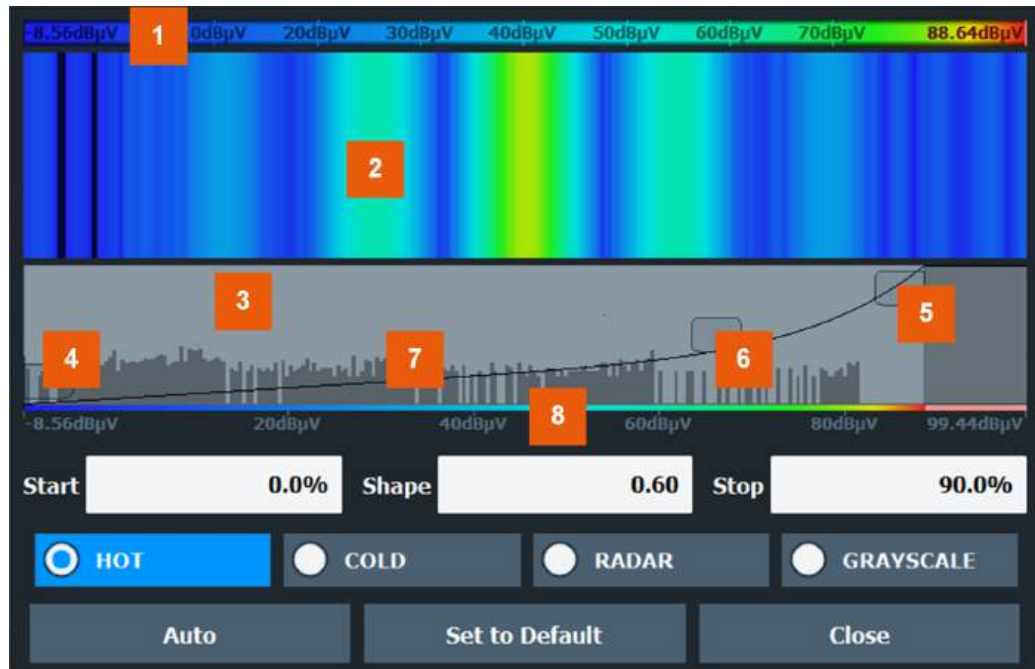 -8.56dBµV 1 0dBµV 20dBµV 30dBµV 40dBµV 50dBµV 60dBµV 70dBµV 88.64dBµV
2
3
4 7 6 5
8
-8.56dBµV 20dBµV 40dBµV 60dBµV 80dBµV 99.44dBµV
Start 0.0% Shape 0.60 Stop 90.0%
HOT COLD RADAR GRAYSCALE
Auto Set to Default Close